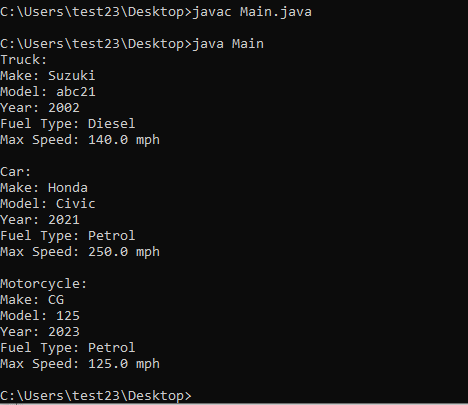 C:\Users\test23\Desktop>javac Main.java
C:\Users\test23\Desktop>java Main
Truck:
Make: Suzuki
Model: abc21
Year: 2002
Fuel Type: Diesel
Max Speed: 140.0 mph
Car:
Make: Honda
Model: Civic
Year: 2021
Fuel Type: Petrol
Max Speed: 250.0 mph
Motorcycle:
Make: CG
Model: 125
Year: 2023
Fuel Type: Petrol
Max Speed: 125.0 mph
C:\Users\test23\Desktop>